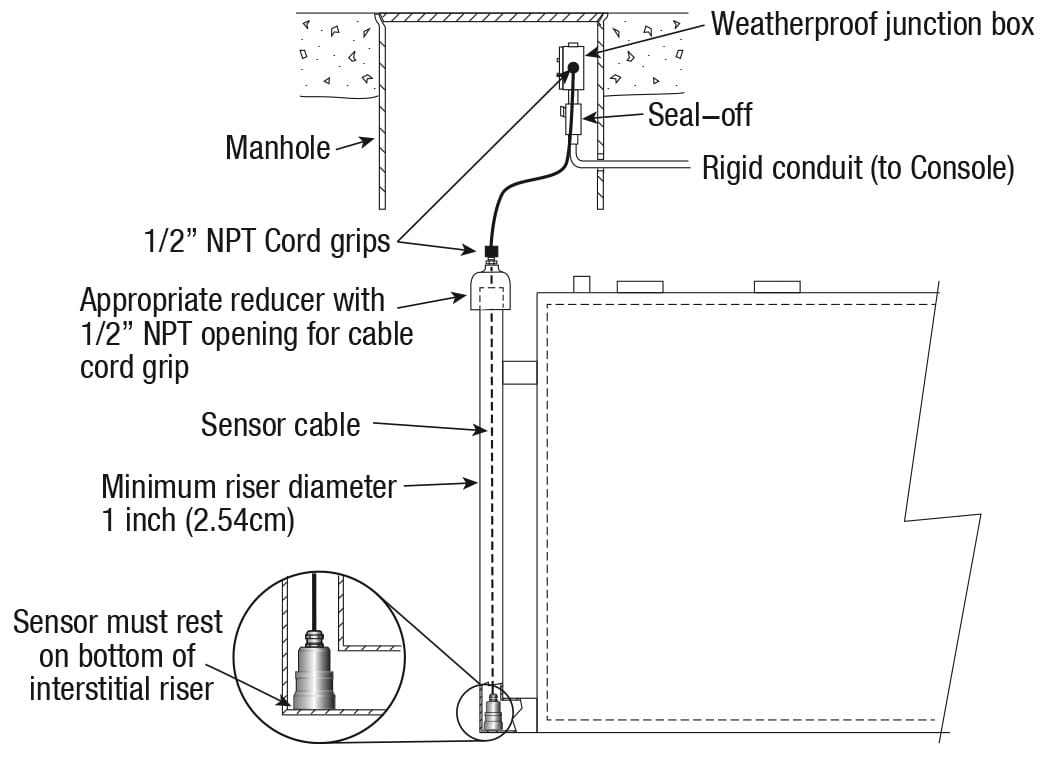 Weatherproof junction box
Seal–off
Manhole
Rigid conduit (to Console)
1/2” NPT Cord grips
Appropriate reducer with
1/2” NPT opening for cable
cord grip
Sensor cable
Minimum riser diameter
1 inch (2.54cm)
Sensor must rest
on bottom of
interstitial riser